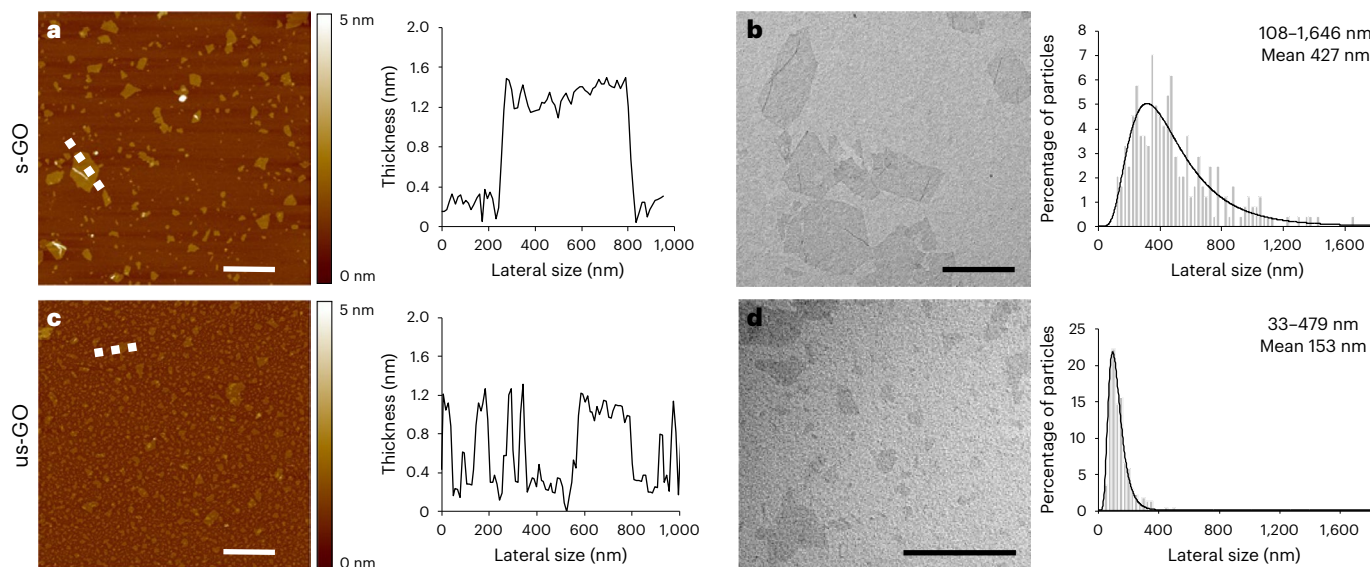 s-GO
a
5 nm
0 nm
Thickness (nm)
2.0
1.6
1.2
0.4
0
0 200 400 600 800 1,000
Lateral size (nm)
b
Percentage of particles
8
7
6
5
4
3
2
1
0
0 400 800 1,200 1,600
Lateral size (nm)
108–1,646 nm
Mean 427 nm
us-GO
c
5 nm
0 nm
Thickness (nm)
2.0
1.6
1.2
0.4
0
0 200 400 600 800 1,000
Lateral size (nm)
d
Percentage of particles
25
20
15
10
5
0
0 400 800 1,200 1,600
Lateral size (nm)
33–479 nm
Mean 153 nm